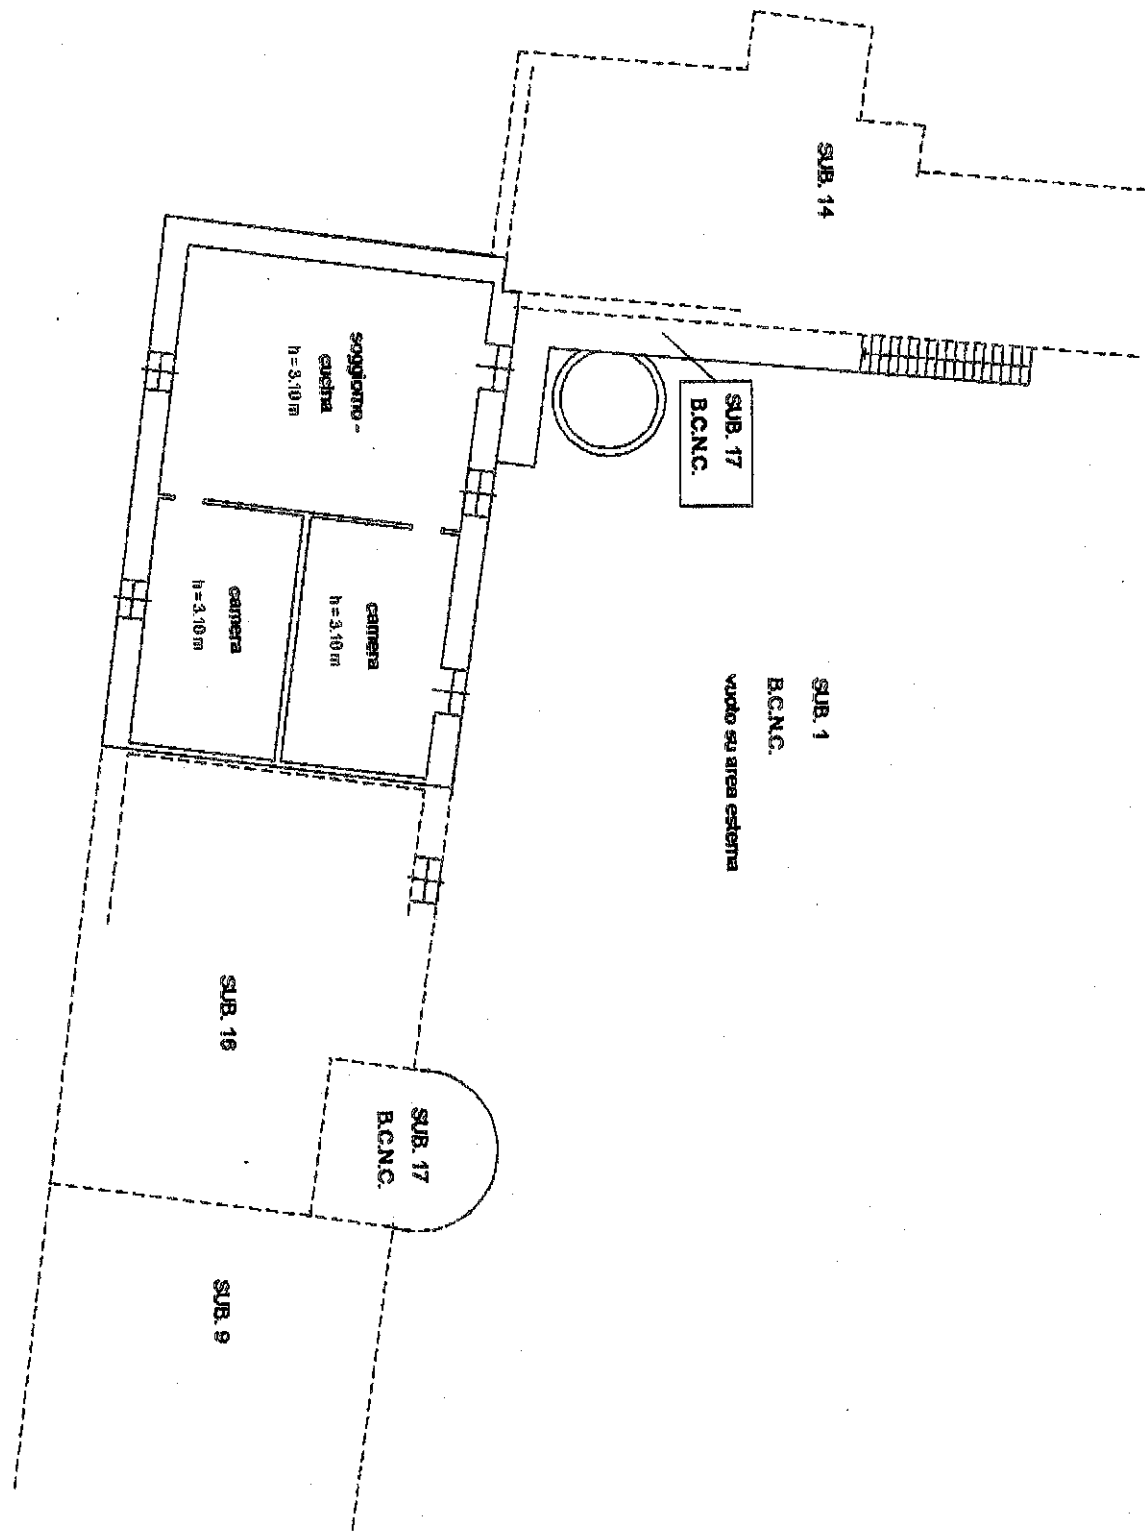 SUB. 14
SUB. 17
B.C.N.C.
soggiorno -
cucina
h = 3.10 m
camera
h = 3.10 m
camera
h = 3.10 m
SUB. 1
B.C.N.C.
vuoto su area esterna
SUB. 16
SUB. 17
B.C.N.C.
SUB. 9